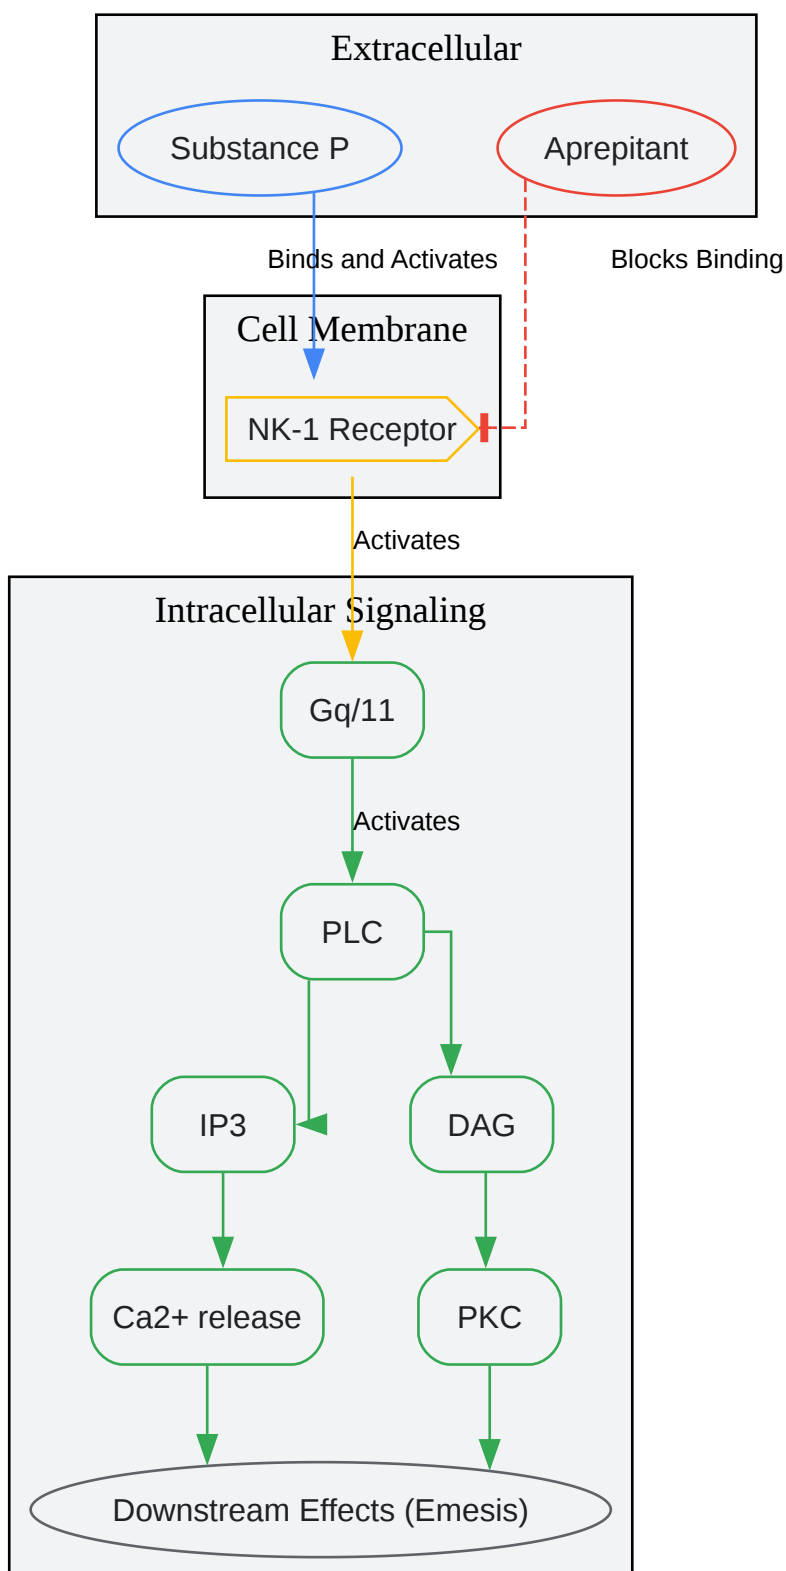 Extracellular
Substance P
Aprepitant
Binds and Activates
Blocks Binding
Cell Membrane
NK-1 Receptor
Activates
Intracellular Signaling
Gq/11
Activates
PLC
IP3
DAG
Ca2+ release
PKC
Downstream Effects (Emesis)